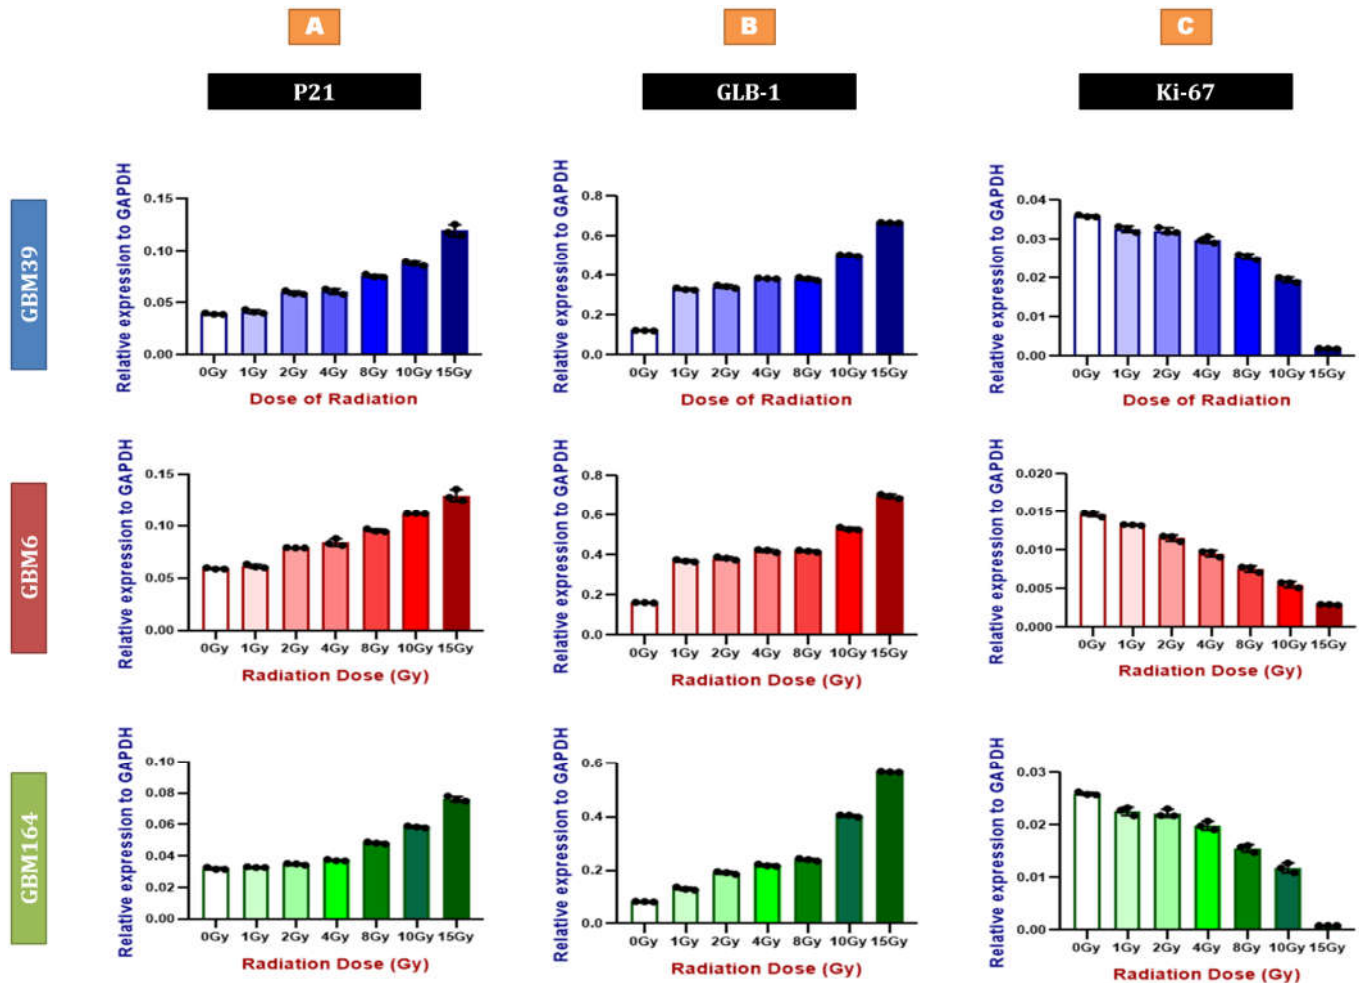 A
B
C
P21
GLB-1
Ki-67
GBM39
Relative expression to GAPDH
0.15
0.10
0.05
0.00
0Gy 1Gy 2Gy 4Gy 8Gy 10Gy 15Gy
Dose of Radiation
Relative expression to GAPDH
0.8
0.6
0.4
0.2
0.0
0Gy 1Gy 2Gy 4Gy 8Gy 10Gy 15Gy
Dose of Radiation
Relative expression to GAPDH
0.04
0.03
0.02
0.01
0.00
0Gy 1Gy 2Gy 4Gy 8Gy 10Gy 15Gy
Dose of Radiation
GBM6
Relative expression to GAPDH
0.15
0.10
0.05
0.00
0Gy 1Gy 2Gy 4Gy 8Gy 10Gy 15Gy
Radiation Dose (Gy)
Relative expression to GAPDH
0.8
0.6
0.4
0.2
0.0
0Gy 1Gy 2Gy 4Gy 8Gy 10Gy 15Gy
Radiation Dose (Gy)
Relative expression to GAPDH
0.020
0.015
0.010
0.005
0.000
0Gy 1Gy 2Gy 4Gy 8Gy 10Gy 15Gy
Radiation Dose (Gy)
GBM164
Relative expression to GAPDH
0.10
0.08
0.06
0.04
0.02
0.00
0Gy 1Gy 2Gy 4Gy 8Gy 10Gy 15Gy
Radiation Dose (Gy)
Relative expression to GAPDH
0.6
0.4
0.2
0.0
0Gy 1Gy 2Gy 4Gy 8Gy 10Gy 15Gy
Radiation Dose (Gy)
Relative expression to GAPDH
0.03
0.02
0.01
0.00
0Gy 1Gy 2Gy 4Gy 8Gy 10Gy 15Gy
Radiation Dose (Gy)